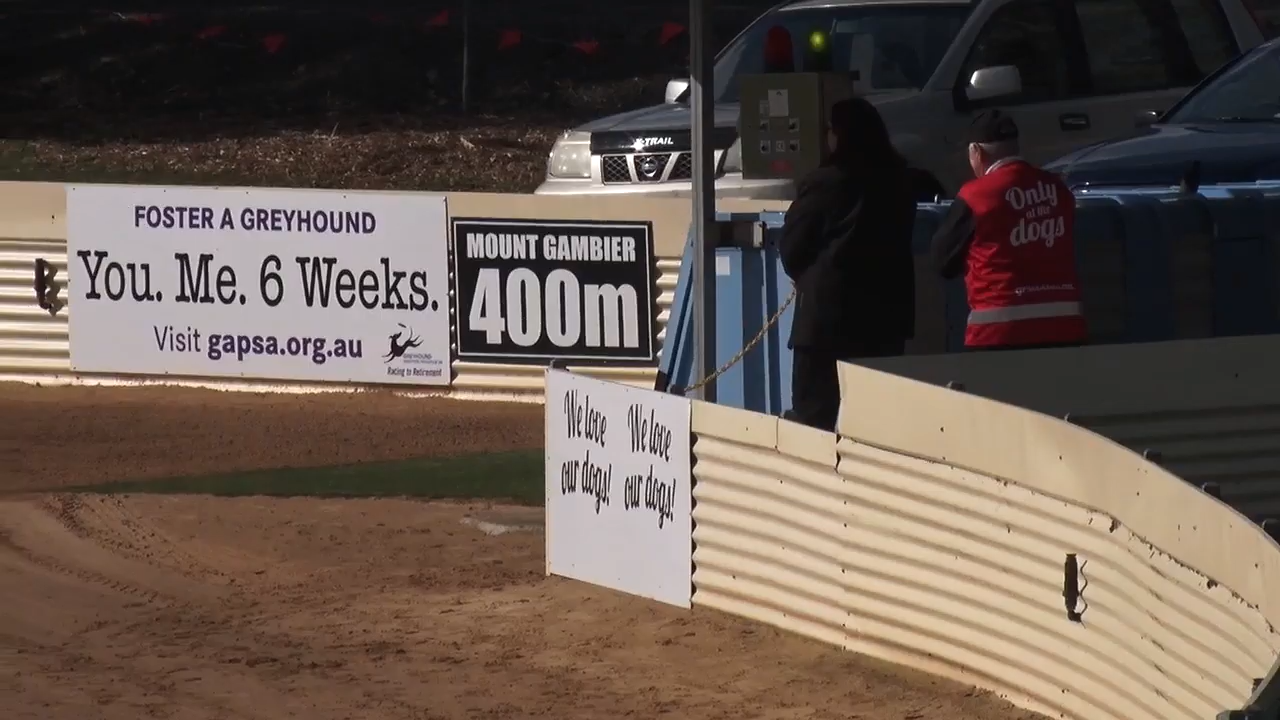 FOSTER A GREYHOUND
You. Me. 6 Weeks.
Visit gapsa.org.au
GREYHOUND
Racing to Retirement
MOUNT GAMBIER
400m
X-TRAIL
Only
at the
dogs
We love
our dogs!
We love
our dogs!